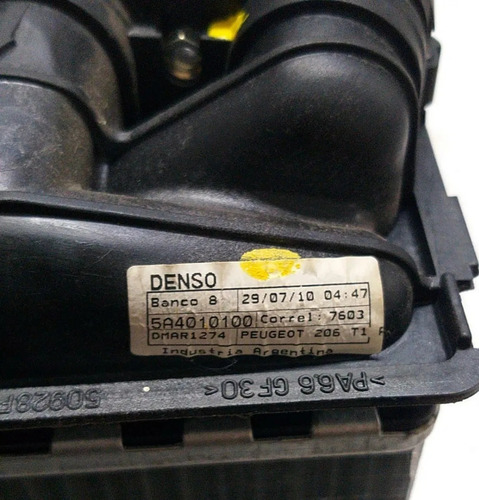 DENSO
Banco 8 29/07/10 04:47
5A4010100 Correl: 7603
DMAR1274 PEUGEOT 206 T1
Industria Argentina
>PA66 GF30<
50928F